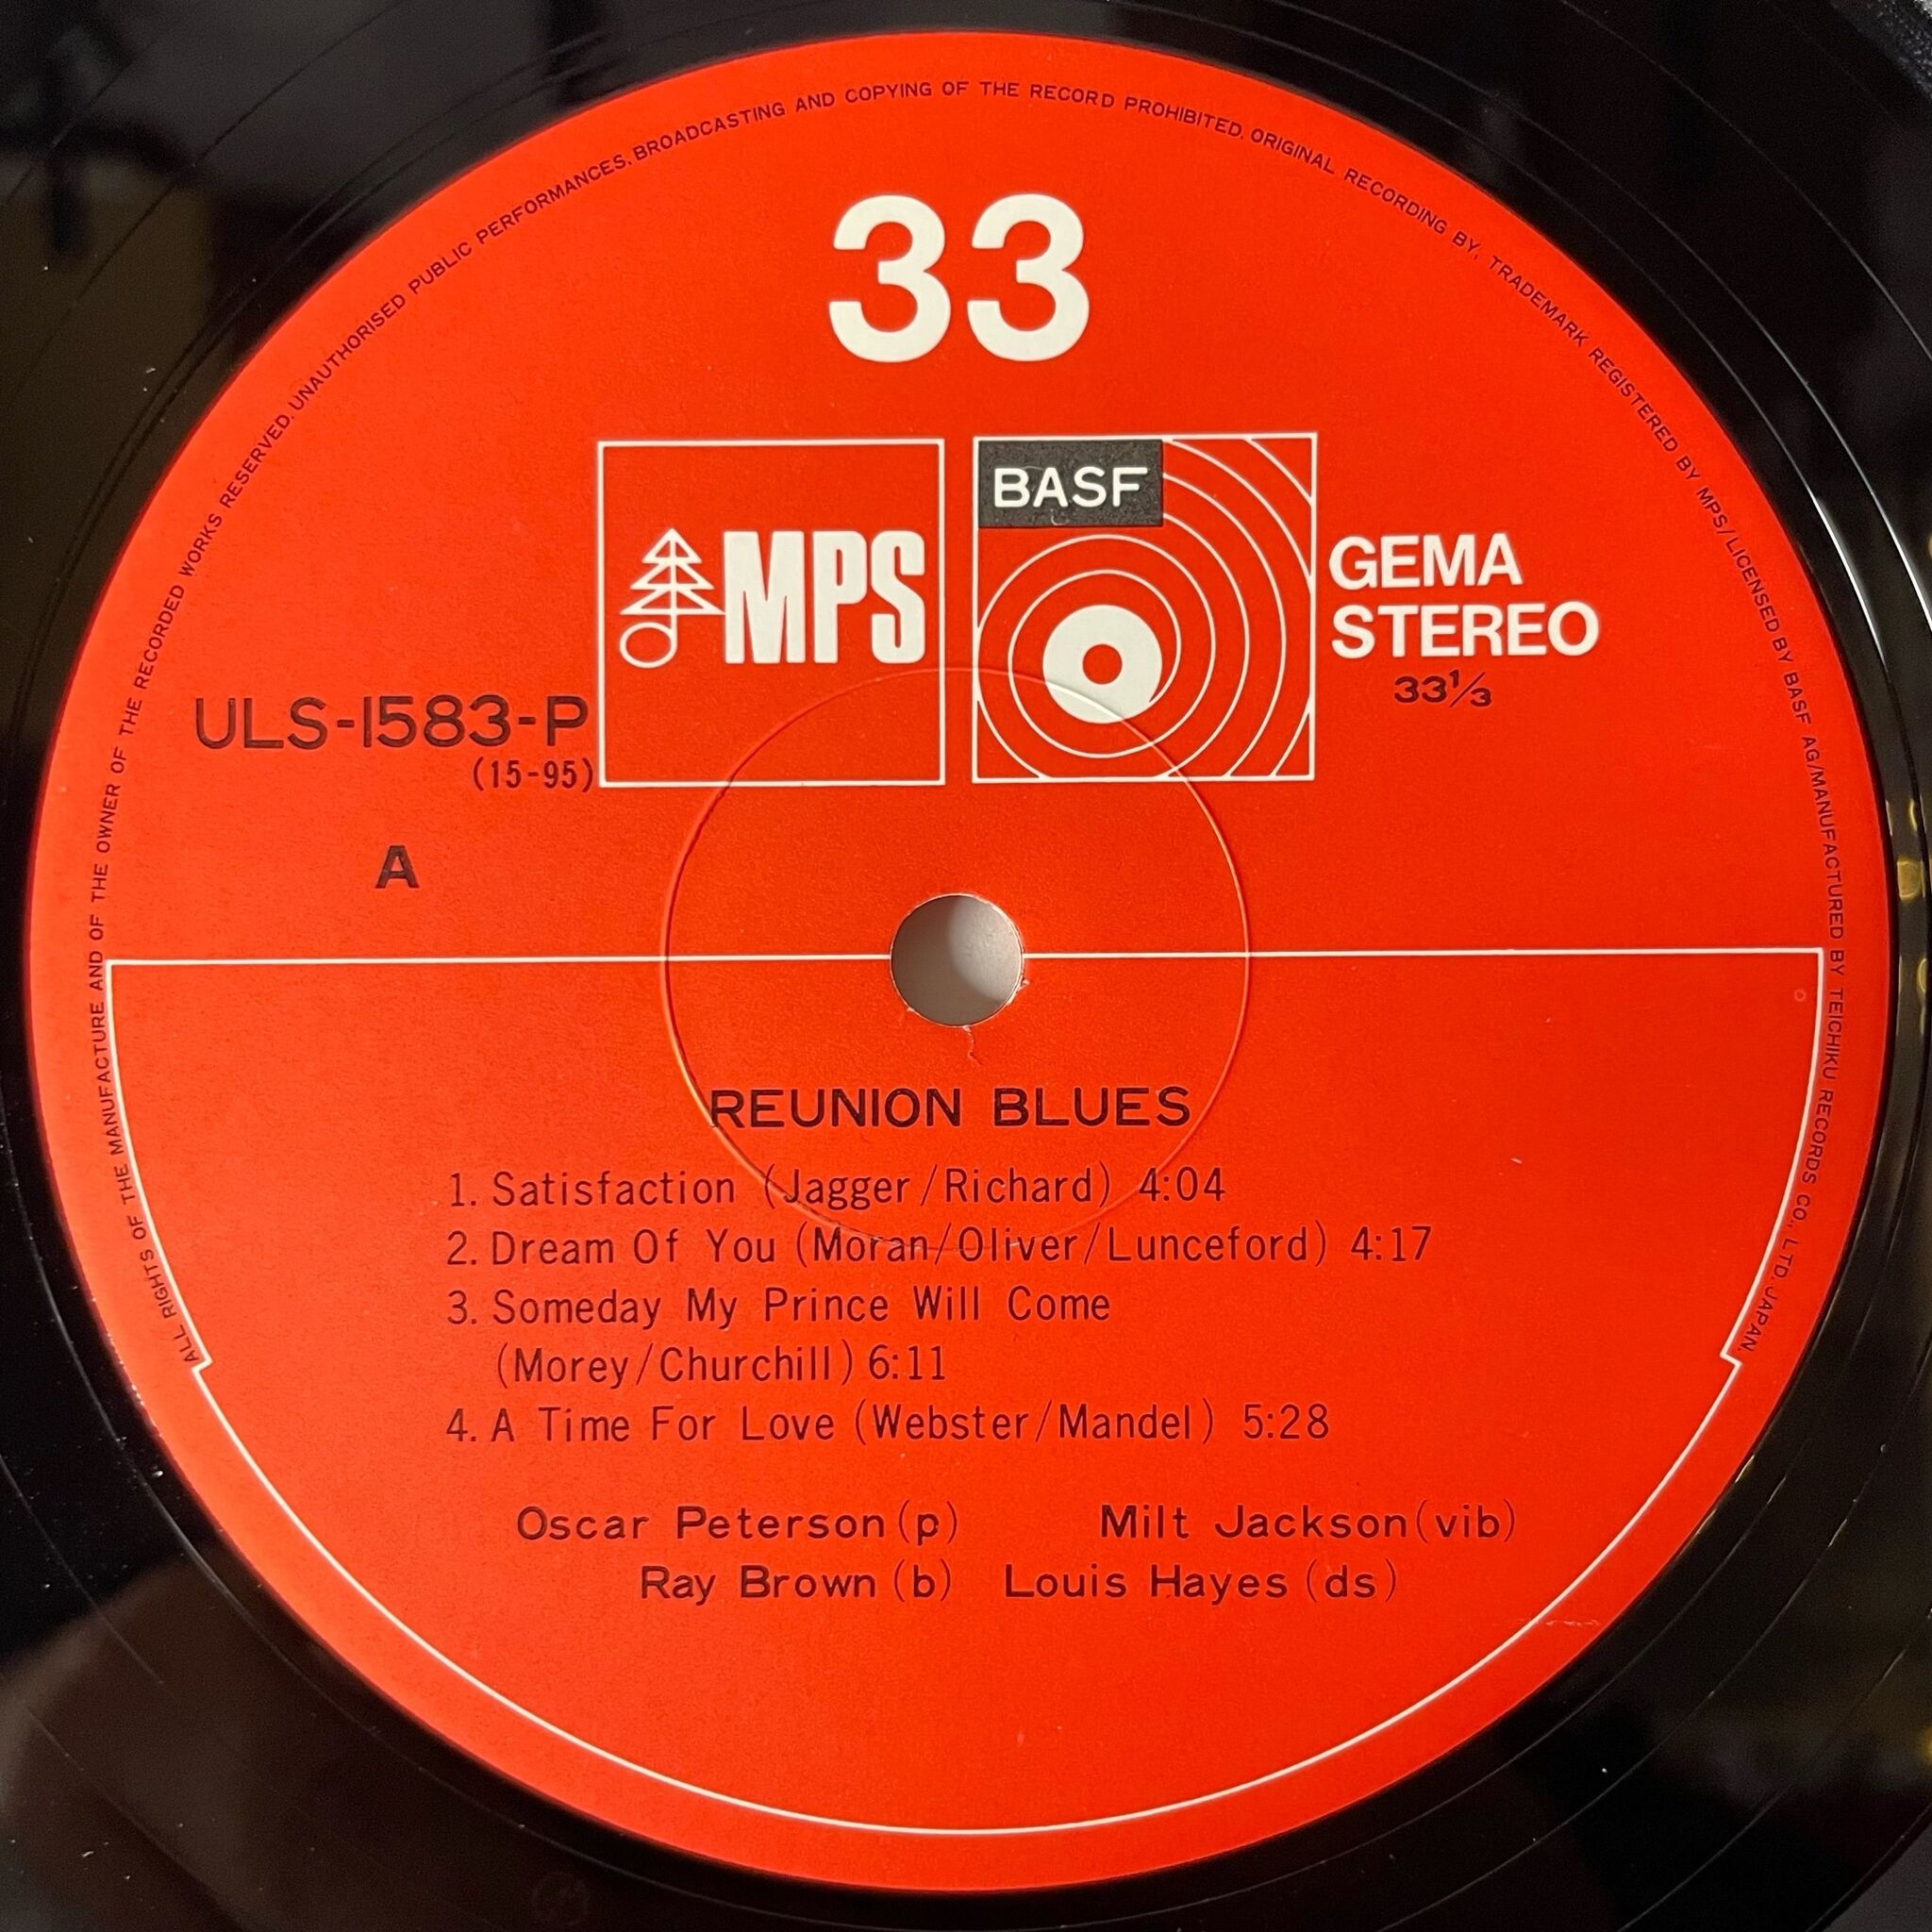 ALL RIGHTS OF THE MANUFACTURE AND OF THE OWNER OF THE RECORDED WORKS RESERVED. UNAUTHORISED PUBLIC PERFORMANCES. BROADCASTING AND COPYING OF THE RECORD PROHIBITED. ORIGINAL RECORDING BY, TRADEMARK REGISTERED BY MPS/LICENSED BY BASF AG/MANUFACTURED BY TEICHIKU RECORDS CO., LTD. JAPAN.
33
MPS
BASF
GEMA
STEREO
33⅓
ULS-1583-P
(15-95)
A
REUNION BLUES
1. Satisfaction (Jagger/Richard) 4:04
2. Dream Of You (Moran/Oliver/Lunceford) 4:17
3. Someday My Prince Will Come
(Morey/Churchill) 6:11
4. A Time For Love (Webster/Mandel) 5:28
Oscar Peterson (p) Milt Jackson (vib)
Ray Brown (b) Louis Hayes (ds)